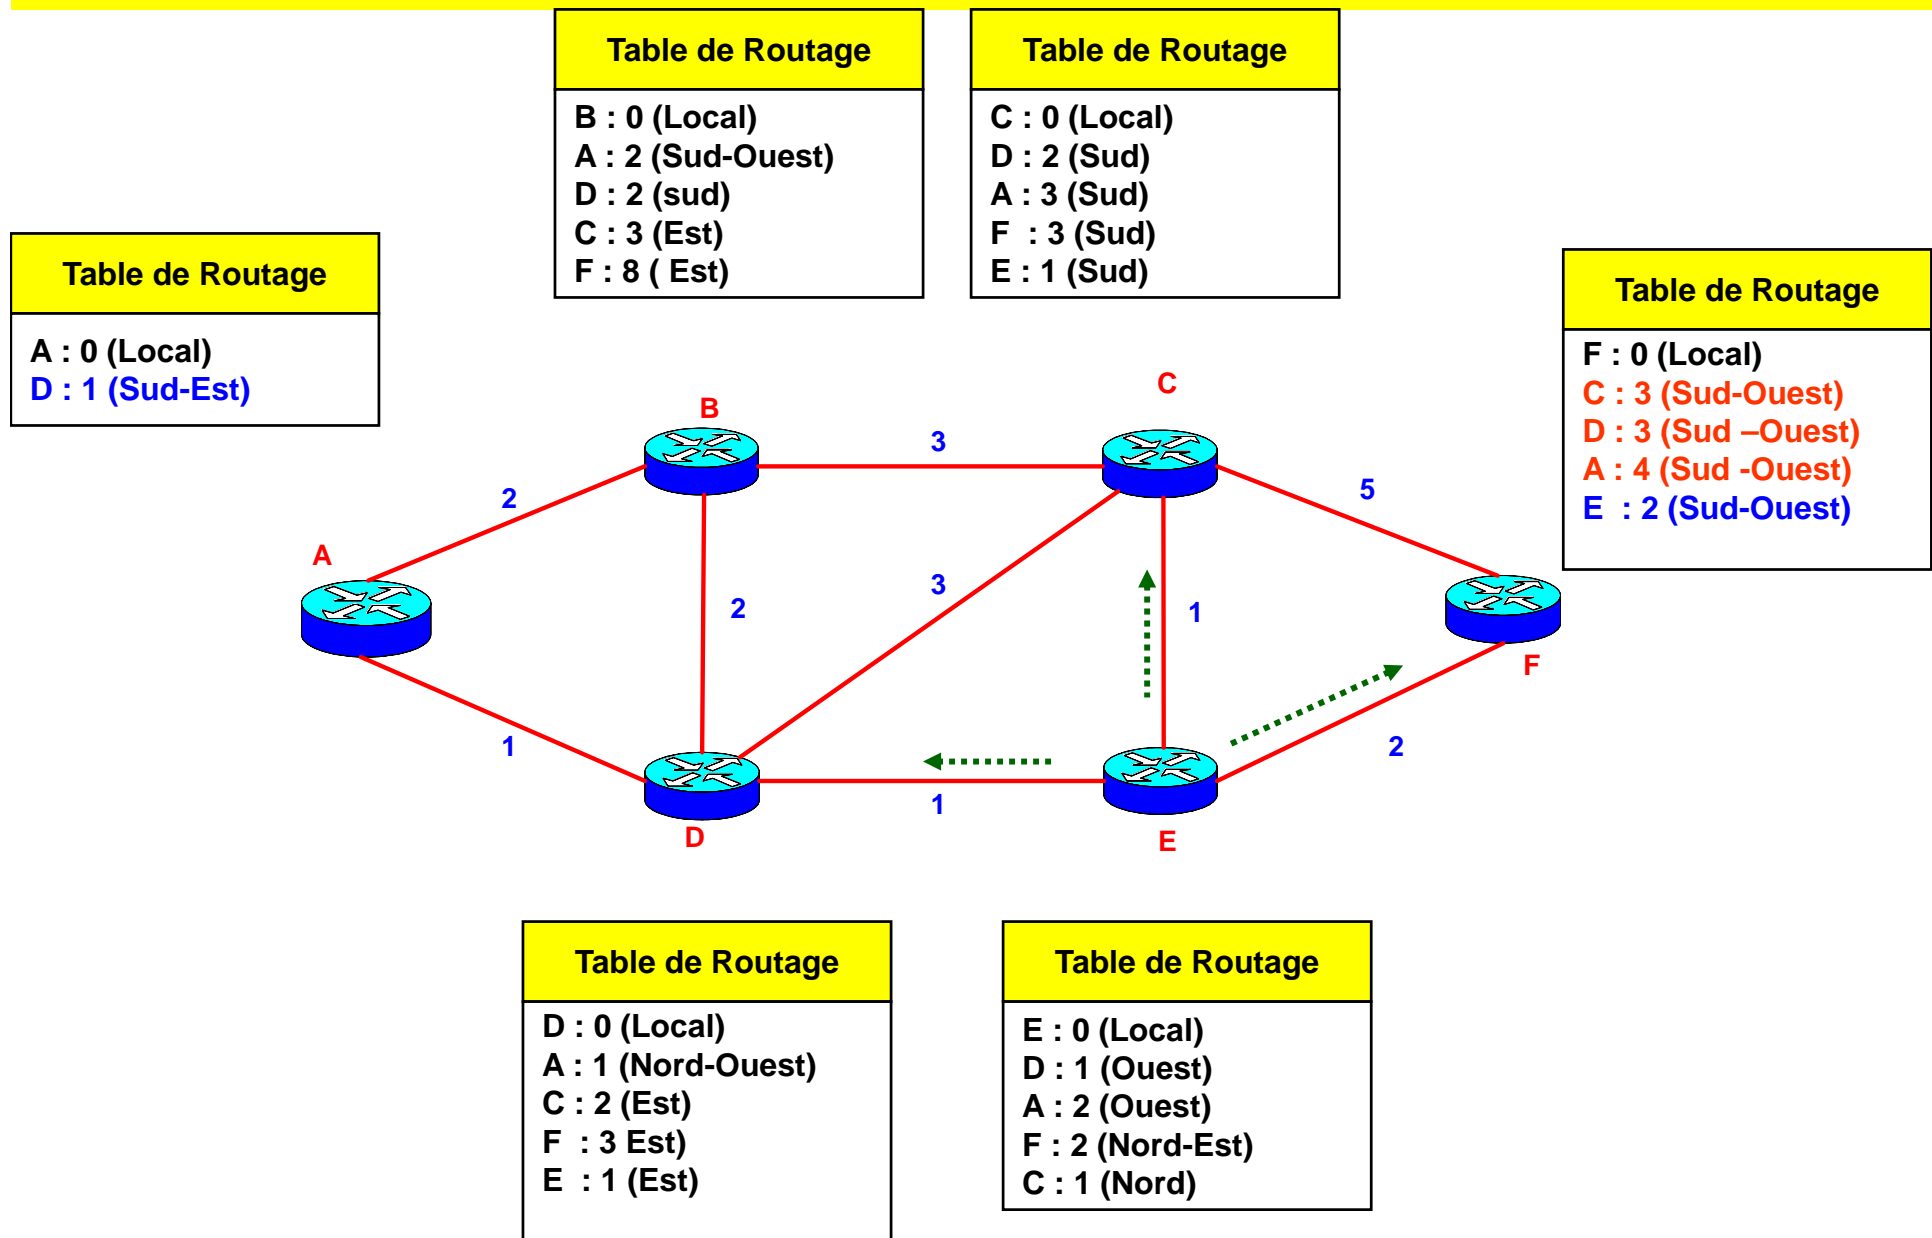 Table de Routage
B : 0 (Local)
A : 2 (Sud-Ouest)
D : 2 (sud)
C : 3 (Est)
F : 8 ( Est)
Table de Routage
C : 0 (Local)
D : 2 (Sud)
A : 3 (Sud)
F : 3 (Sud)
E : 1 (Sud)
Table de Routage
A : 0 (Local)
D : 1 (Sud-Est)
Table de Routage
F : 0 (Local)
C : 3 (Sud-Ouest)
D : 3 (Sud –Ouest)
A : 4 (Sud -Ouest)
E : 2 (Sud-Ouest)
C
B
3
5
2
A
3
2
1
F
1
2
1
D
E
Table de Routage
D : 0 (Local)
A : 1 (Nord-Ouest)
C : 2 (Est)
F : 3 Est)
E : 1 (Est)
Table de Routage
E : 0 (Local)
D : 1 (Ouest)
A : 2 (Ouest)
F : 2 (Nord-Est)
C : 1 (Nord)